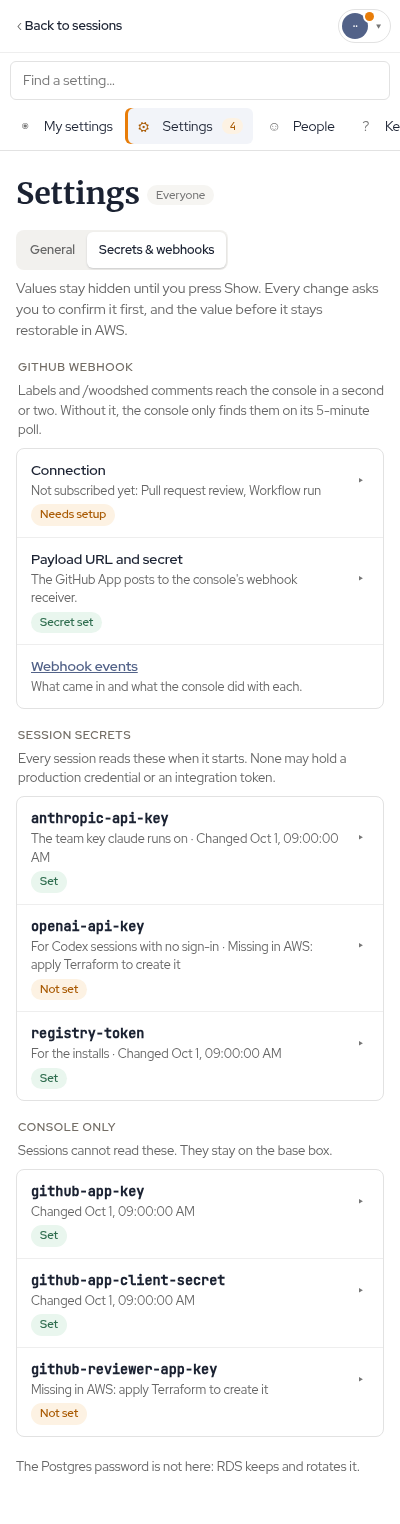 ‹ Back to sessions
Find a setting...
My settings
Settings 4
People
? Ke
Settings Everyone
General Secrets & webhooks
Values stay hidden until you press Show. Every change asks
you to confirm it first, and the value before it stays
restorable in AWS.
GITHUB WEBHOOK
Labels and /woodshed comments reach the console in a second
or two. Without it, the console only finds them on its 5-minute
poll.
Connection
Not subscribed yet: Pull request review, Workflow run
Needs setup
Payload URL and secret
The GitHub App posts to the console's webhook
receiver.
Secret set
Webhook events
What came in and what the console did with each.
SESSION SECRETS
Every session reads these when it starts. None may hold a
production credential or an integration token.
anthropic-api-key
The team key claude runs on · Changed Oct 1, 09:00:00
AM
Set
openai-api-key
For Codex sessions with no sign-in · Missing in AWS:
apply Terraform to create it
Not set
registry-token
For the installs · Changed Oct 1, 09:00:00 AM
Set
CONSOLE ONLY
Sessions cannot read these. They stay on the base box.
github-app-key
Changed Oct 1, 09:00:00 AM
Set
github-app-client-secret
Changed Oct 1, 09:00:00 AM
Set
github-reviewer-app-key
Missing in AWS: apply Terraform to create it
Not set
The Postgres password is not here: RDS keeps and rotates it.